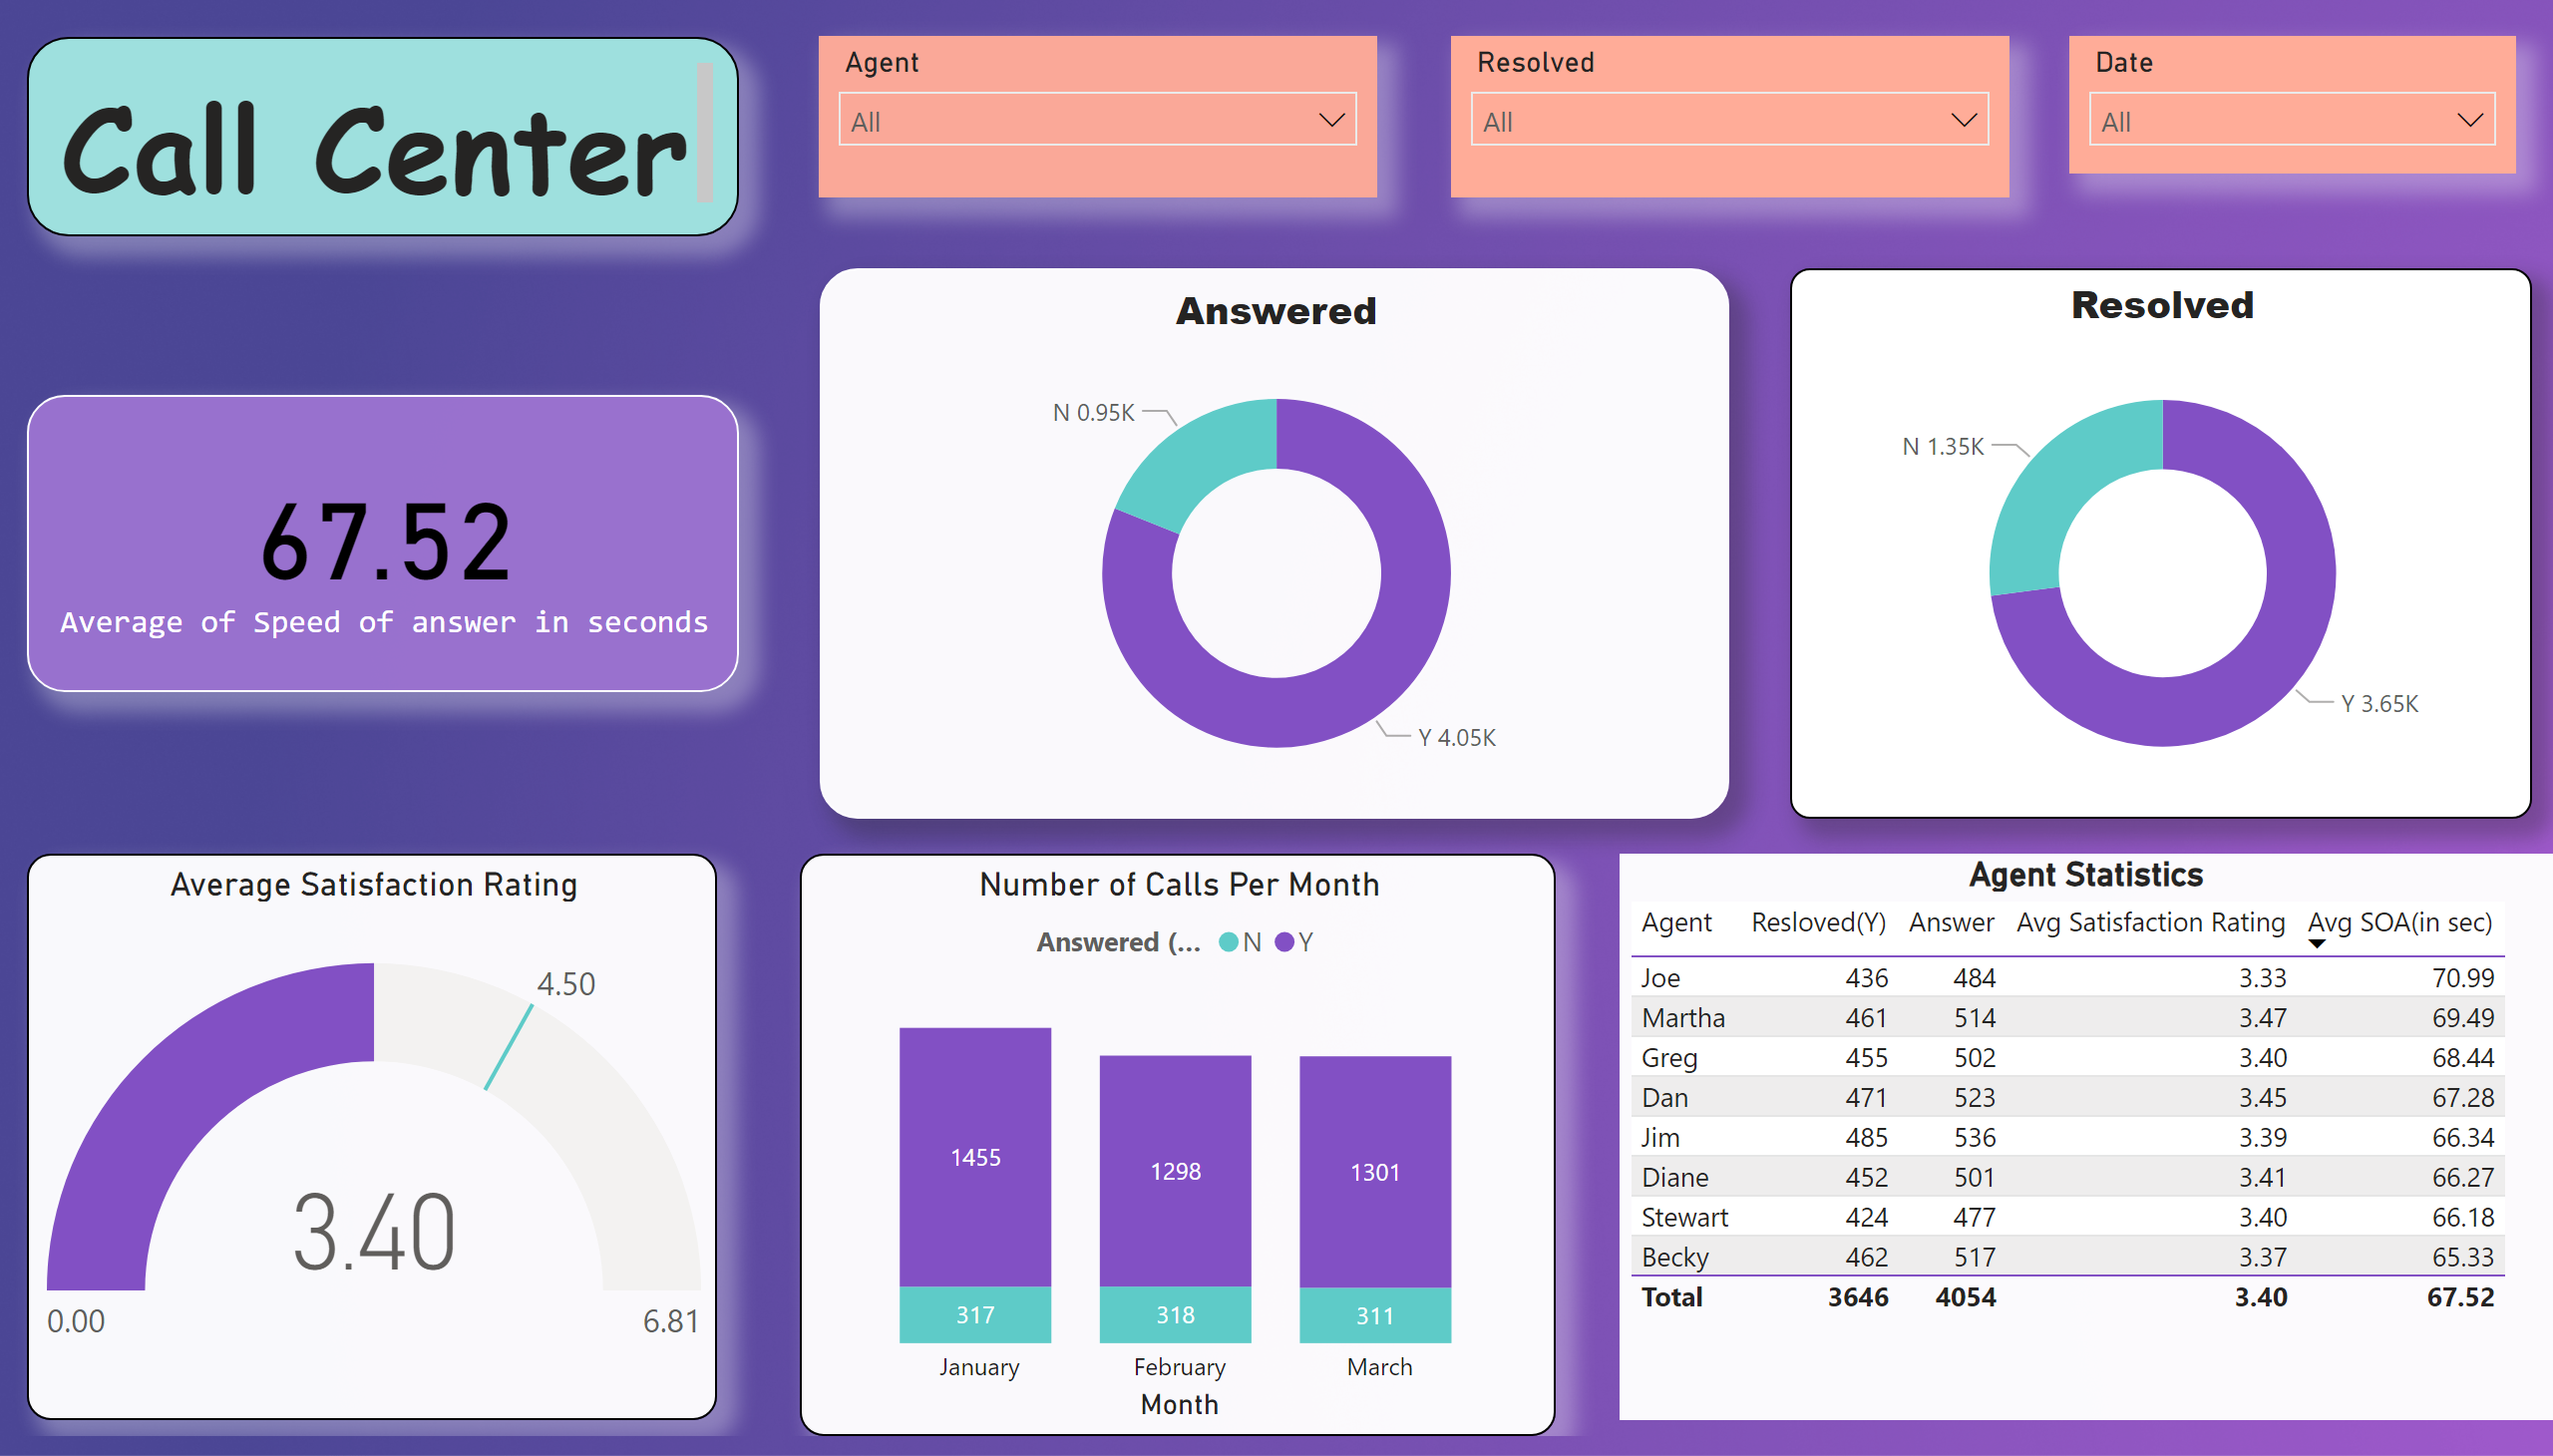 Call Center
Agent
All
Resolved
All
Date
All
67.52
Average of Speed of answer in seconds
Answered
N 0.95K
Y 4.05K
Resolved
N 1.35K
Y 3.65K
Average Satisfaction Rating
4.50
3.40
0.00
6.81
Number of Calls Per Month
Answered (... N Y
1455 1298 1301
317 318 311
January February March
Month
Agent Statistics
Agent Resloved(Y) Answer Avg Satisfaction Rating Avg SOA(in sec)
Joe 436 484 3.33 70.99
Martha 461 514 3.47 69.49
Greg 455 502 3.40 68.44
Dan 471 523 3.45 67.28
Jim 485 536 3.39 66.34
Diane 452 501 3.41 66.27
Stewart 424 477 3.40 66.18
Becky 462 517 3.37 65.33
Total 3646 4054 3.40 67.52